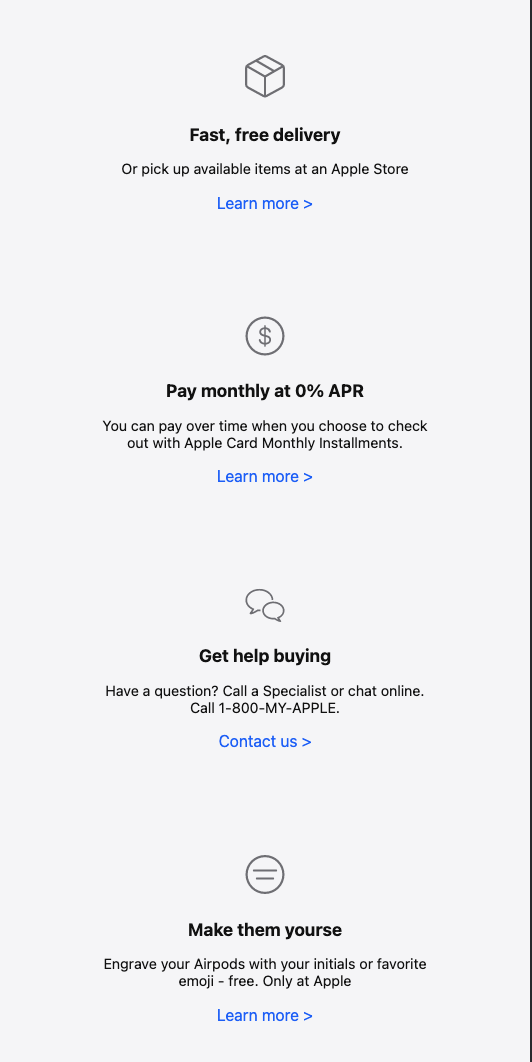 Fast, free delivery
Or pick up available items at an Apple Store
Learn more >
$
Pay monthly at 0% APR
You can pay over time when you choose to check
out with Apple Card Monthly Installments.
Learn more >
Get help buying
Have a question? Call a Specialist or chat online.
Call 1-800-MY-APPLE.
Contact us >
Make them yourse
Engrave your Airpods with your initials or favorite
emoji - free. Only at Apple
Learn more >